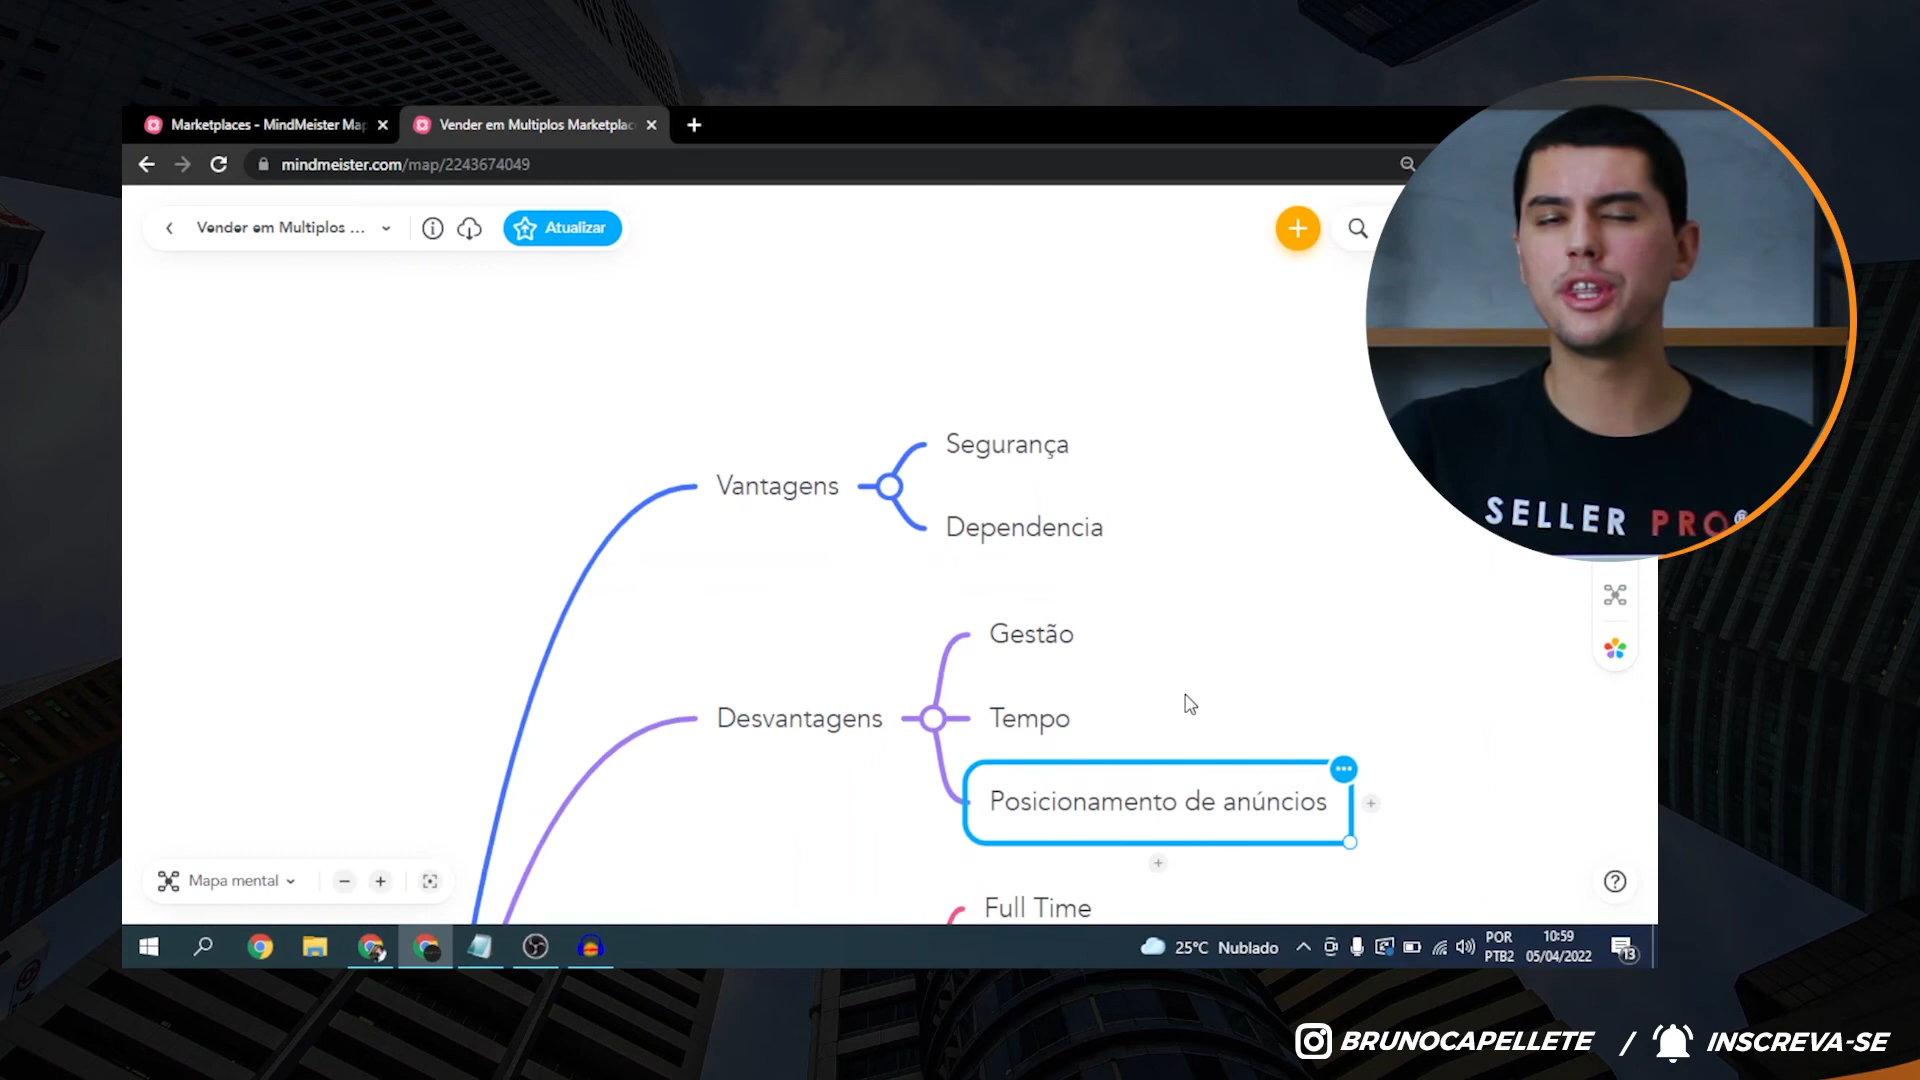 Marketplaces - MindMeister Map
Vender em Multiplos Marketplac
mindmeister.com/map/2243674049
Vender em Multiplos ...
Atualizar
SELLER PRO®
Segurança
Vantagens
Dependencia
Gestão
Desvantagens
Tempo
Posicionamento de anúncios
Mapa mental
Full Time
25°C Nublado
POR
PTB2
10:59
05/04/2022
13
BRUNOCAPELLETE / INSCREVA-SE